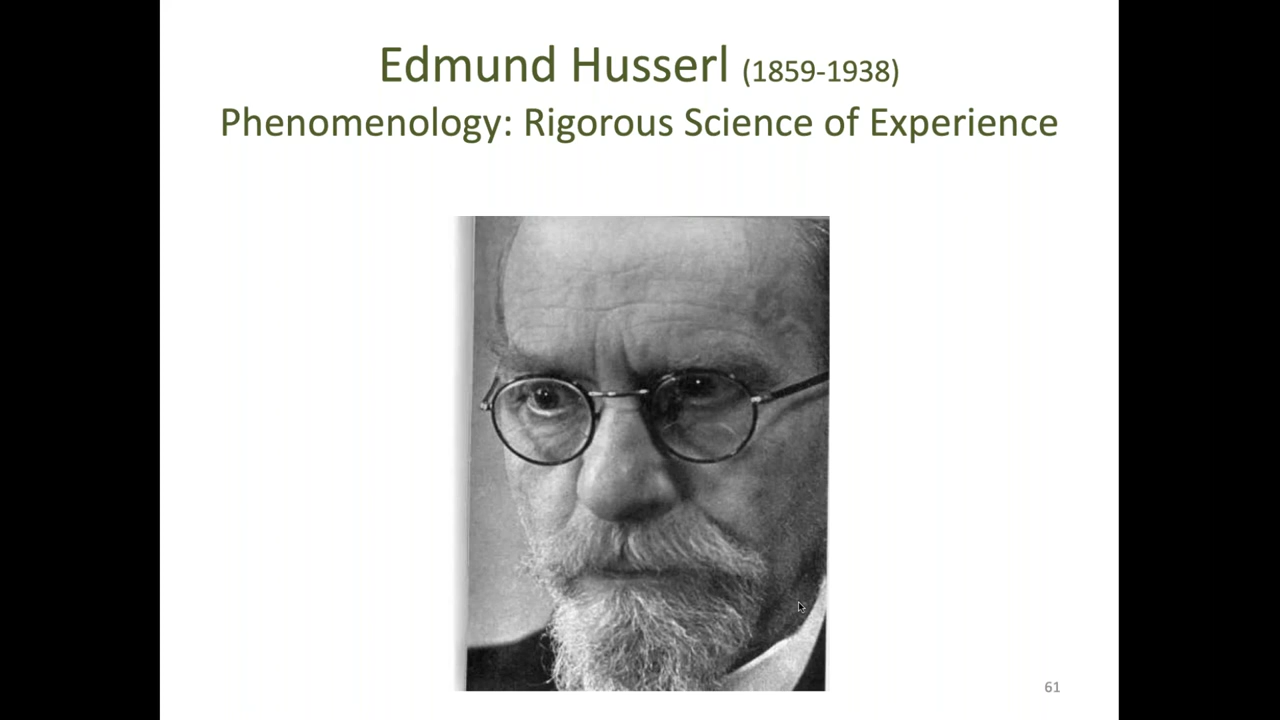 Edmund Husserl (1859-1938)
Phenomenology: Rigorous Science of Experience
61